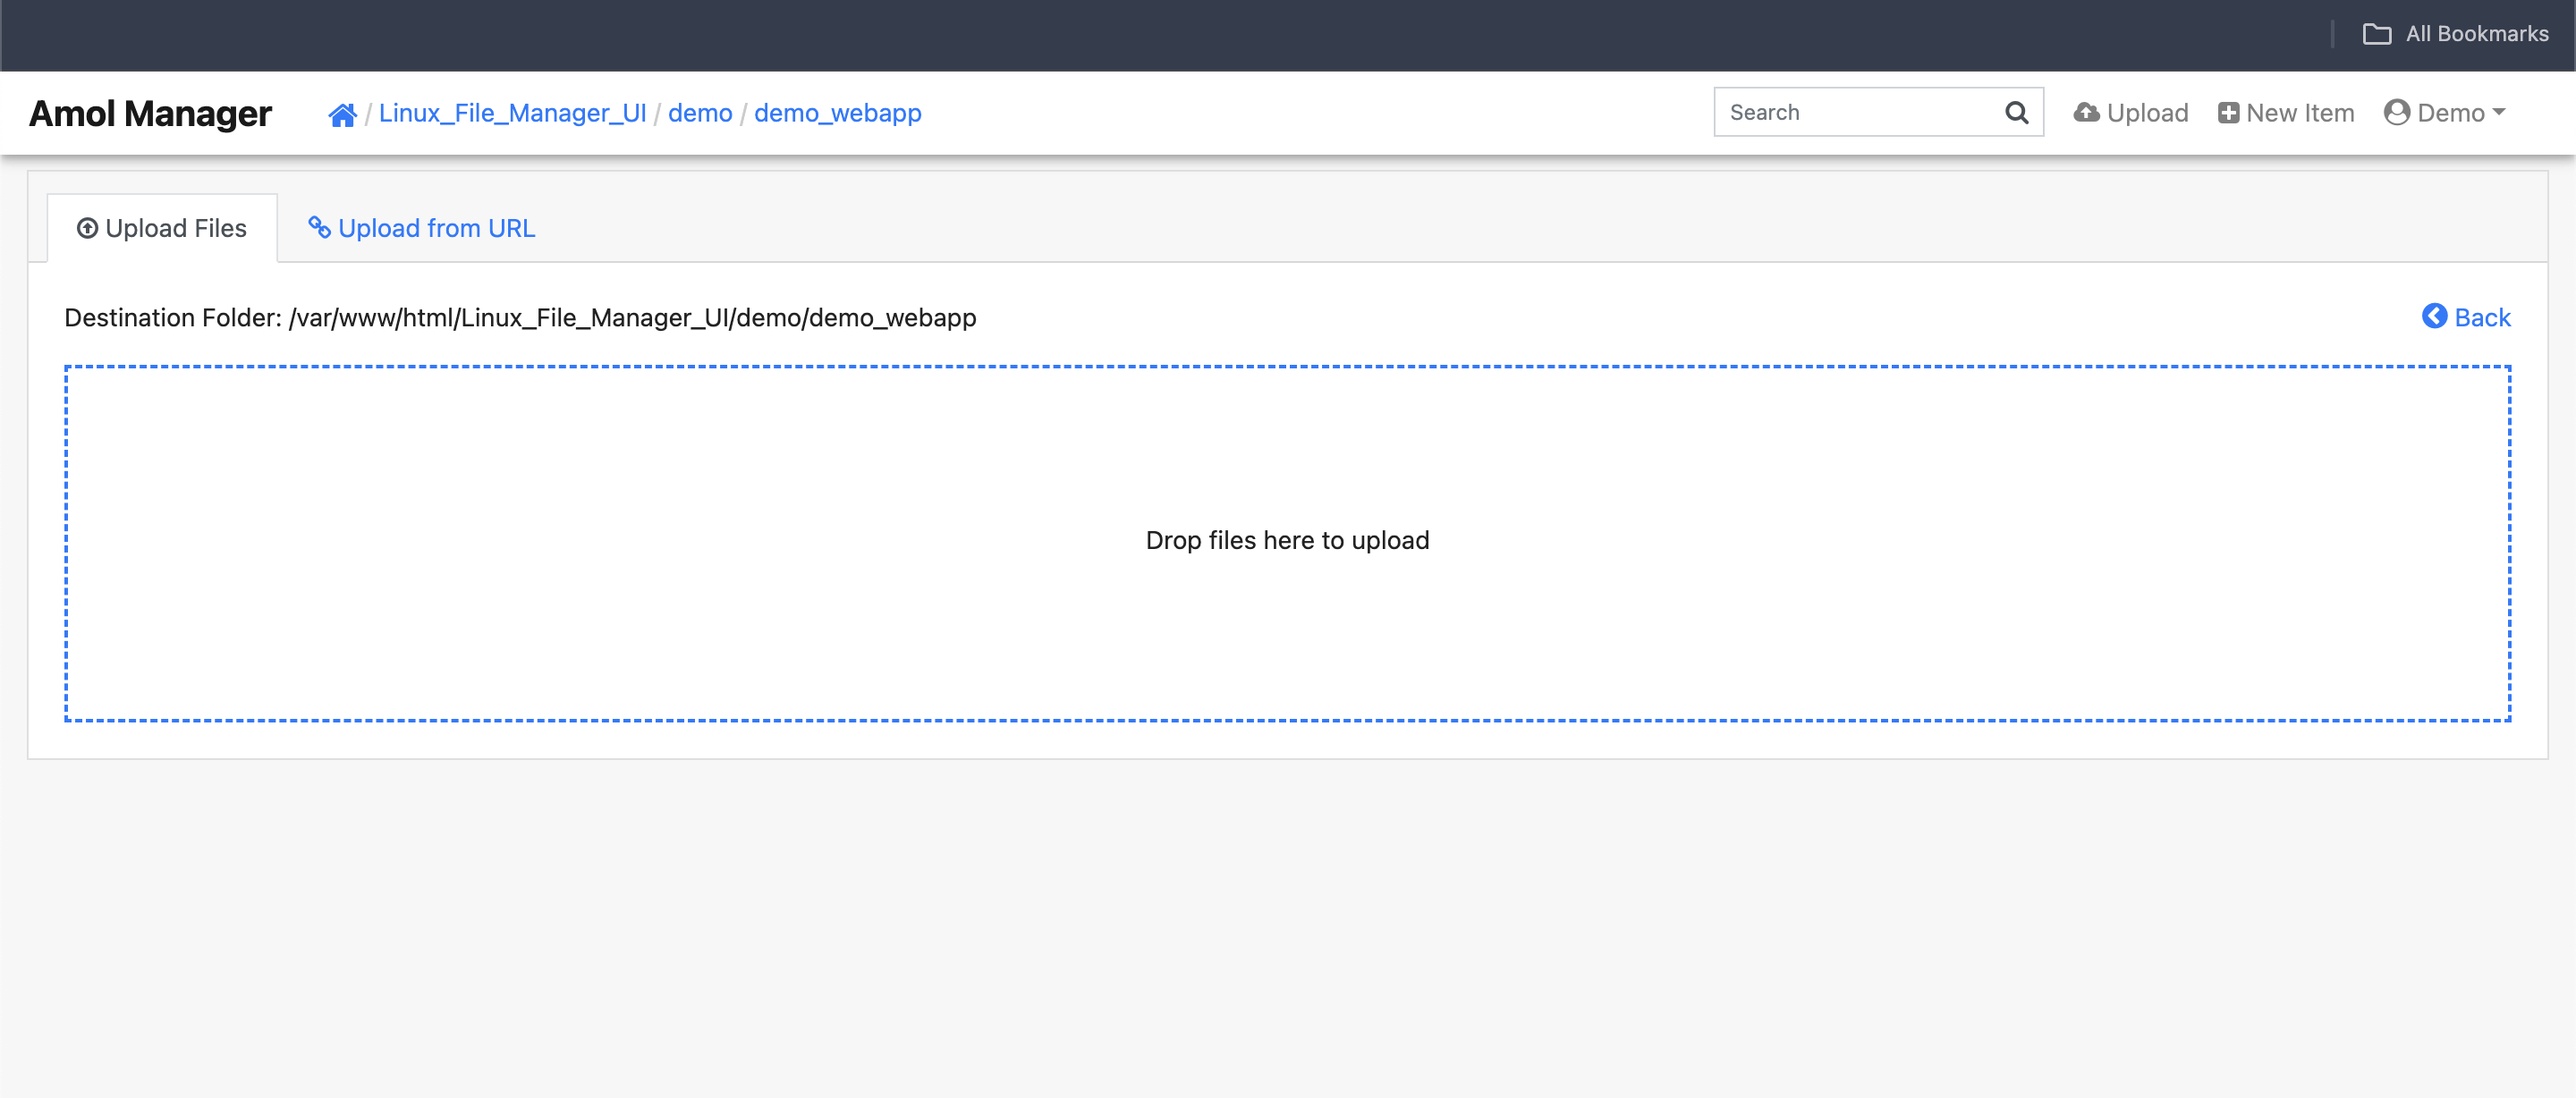 All Bookmarks
Amol Manager / Linux_File_Manager_UI / demo / demo_webapp Search Upload New Item Demo
Upload Files Upload from URL
Destination Folder: /var/www/html/Linux_File_Manager_UI/demo/demo_webapp Back
Drop files here to upload